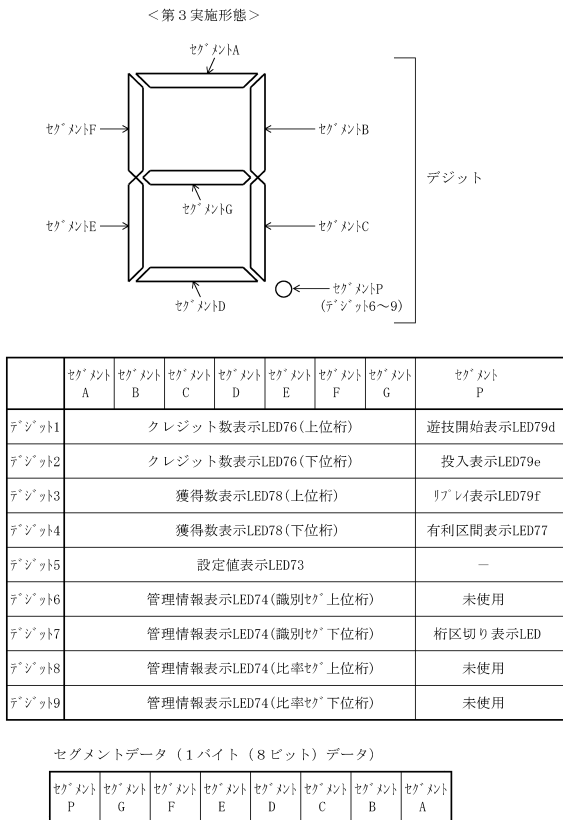 ＜第３実施形態＞
ｾｸﾞﾒﾝﾄA
ｾｸﾞﾒﾝﾄF
ｾｸﾞﾒﾝﾄB
デジット
ｾｸﾞﾒﾝﾄG
ｾｸﾞﾒﾝﾄE
ｾｸﾞﾒﾝﾄC
ｾｸﾞﾒﾝﾄP
(ﾃﾞｼﾞｯﾄ6～9)
ｾｸﾞﾒﾝﾄD
ｾｸﾞﾒﾝﾄ A ｾｸﾞﾒﾝﾄ B ｾｸﾞﾒﾝﾄ C ｾｸﾞﾒﾝﾄ D ｾｸﾞﾒﾝﾄ E ｾｸﾞﾒﾝﾄ F ｾｸﾞﾒﾝﾄ G ｾｸﾞﾒﾝﾄ P
ﾃﾞｼﾞｯﾄ1 クレジット数表示LED76(上位桁) 遊技開始表示LED79d
ﾃﾞｼﾞｯﾄ2 クレジット数表示LED76(下位桁) 投入表示LED79e
ﾃﾞｼﾞｯﾄ3 獲得数表示LED78(上位桁) ﾘﾌﾟﾚｲ表示LED79f
ﾃﾞｼﾞｯﾄ4 獲得数表示LED78(下位桁) 有利区間表示LED77
ﾃﾞｼﾞｯﾄ5 設定値表示LED73 －
ﾃﾞｼﾞｯﾄ6 管理情報表示LED74(識別ｾｸﾞ上位桁) 未使用
ﾃﾞｼﾞｯﾄ7 管理情報表示LED74(識別ｾｸﾞ下位桁) 桁区切り表示LED
ﾃﾞｼﾞｯﾄ8 管理情報表示LED74(比率ｾｸﾞ上位桁) 未使用
ﾃﾞｼﾞｯﾄ9 管理情報表示LED74(比率ｾｸﾞ下位桁) 未使用
セグメントデータ（１バイト（８ビット）データ）
ｾｸﾞﾒﾝﾄ P ｾｸﾞﾒﾝﾄ G ｾｸﾞﾒﾝﾄ F ｾｸﾞﾒﾝﾄ E ｾｸﾞﾒﾝﾄ D ｾｸﾞﾒﾝﾄ C ｾｸﾞﾒﾝﾄ B ｾｸﾞﾒﾝﾄ A